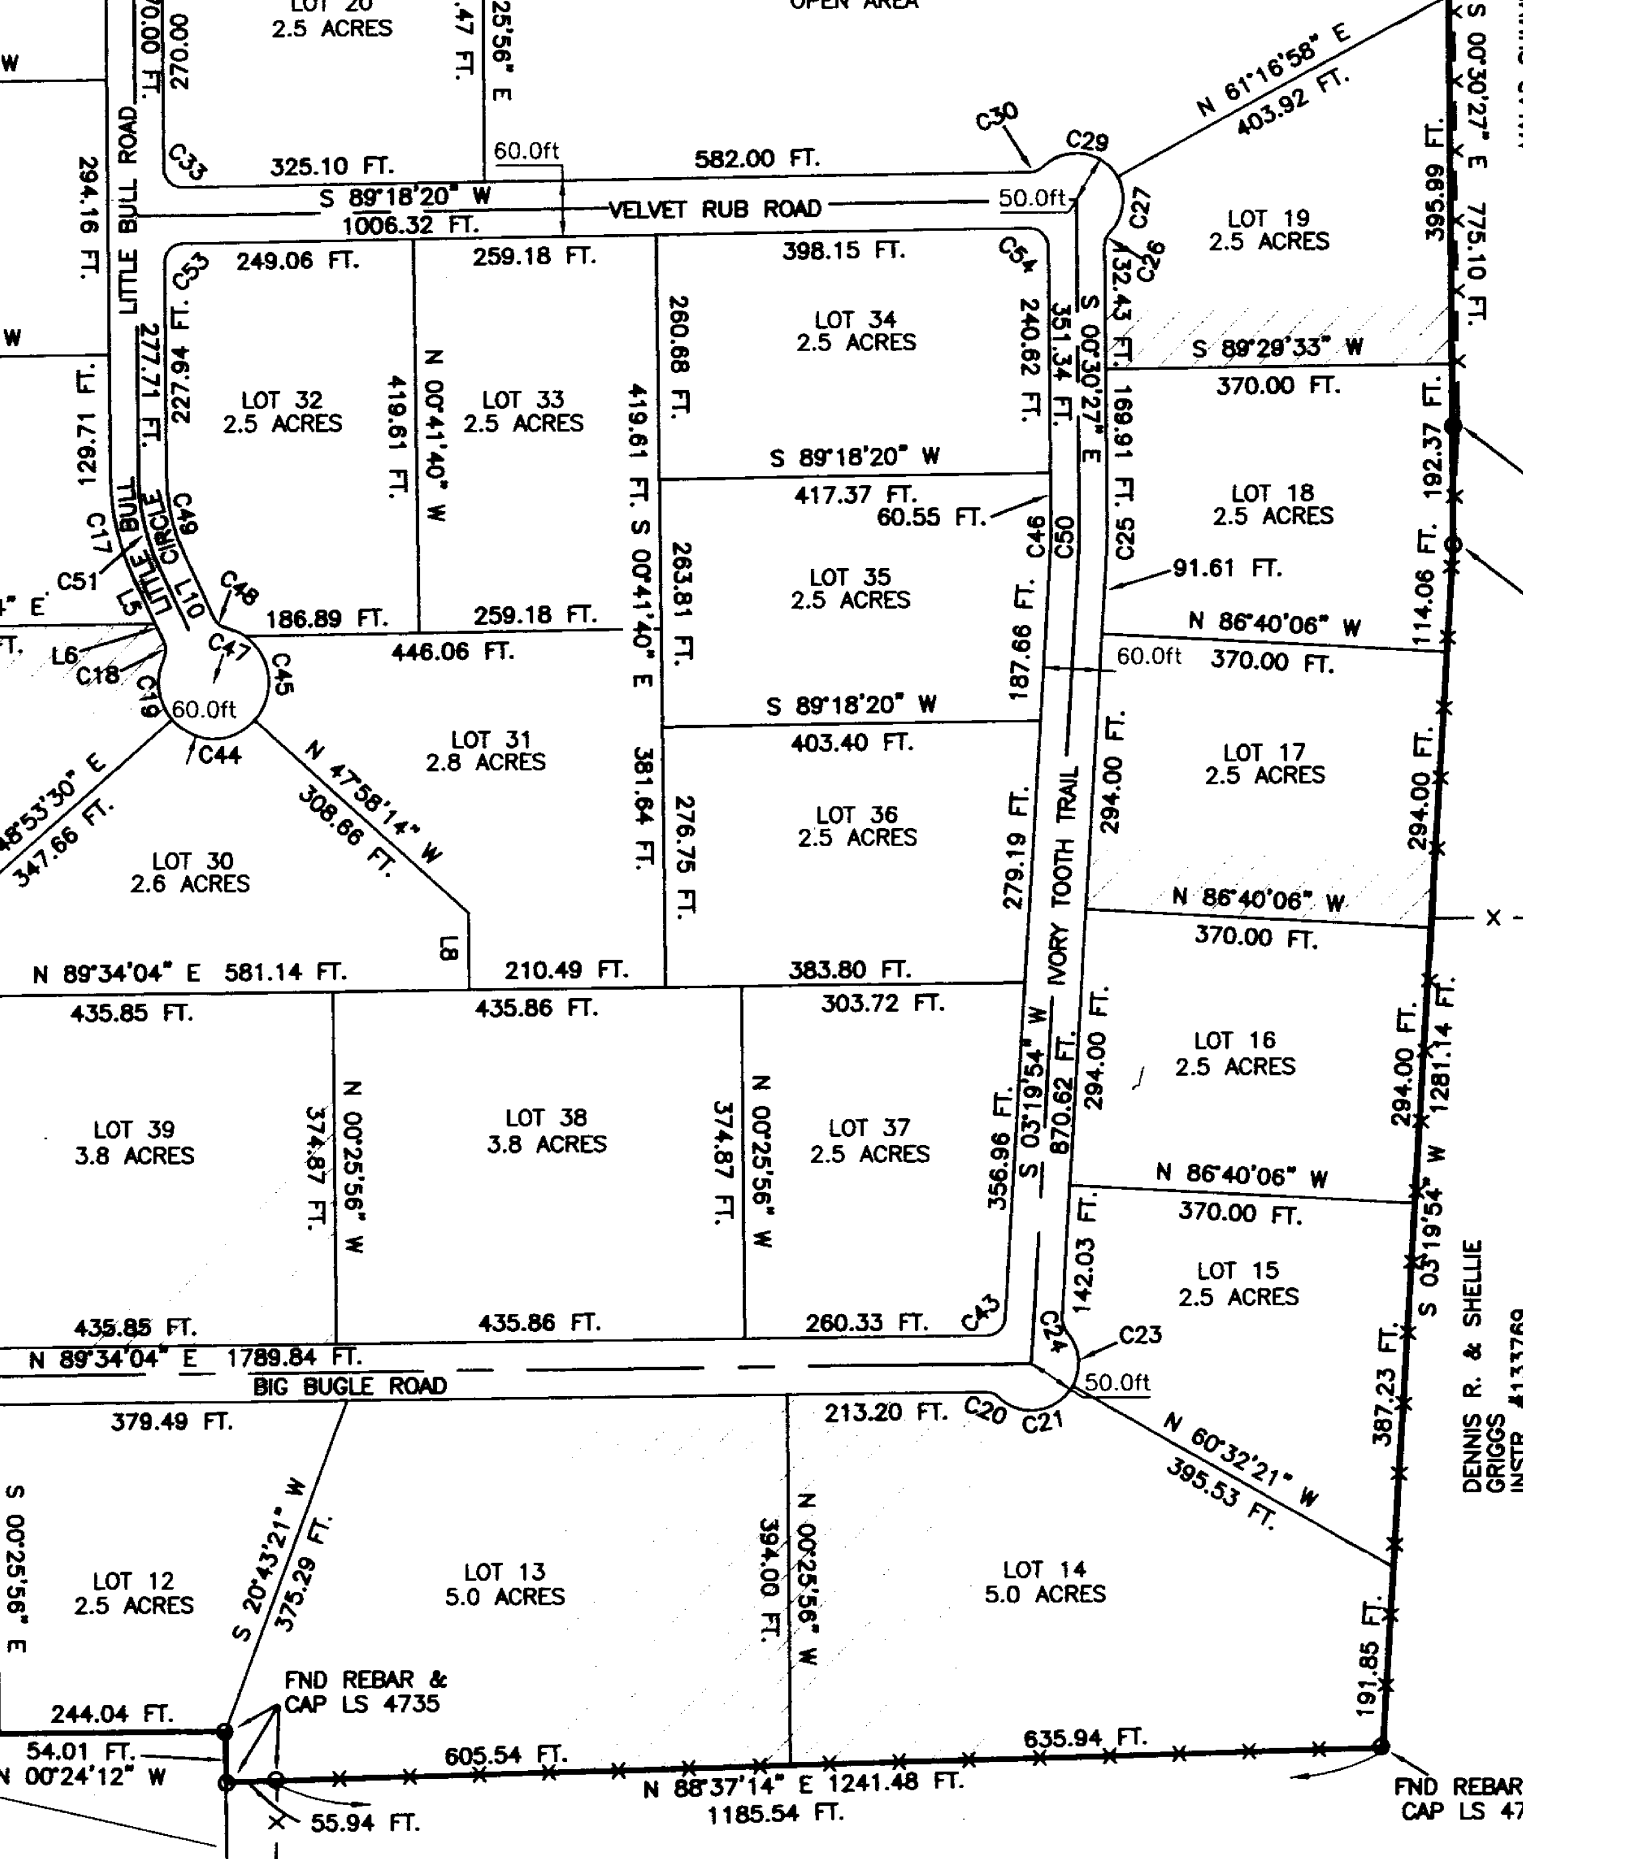 LOT 20
2.5 ACRES
OPEN AREA
270.00
.47 FT.
25'56" E
W
LITTLE BULL ROAD
294.16 FT.
C33
325.10 FT.
60.0ft
582.00 FT.
C30
C29
N 61°16'58" E
403.92 FT.
S 00°30'27" E 775.10 FT.
395.99 FT.
S 89°18'20" W
1006.32 FT.
VELVET RUB ROAD
50.0ft
C27
C26
LOT 19
2.5 ACRES
C53
249.06 FT.
259.18 FT.
398.15 FT.
C54
132.43 FT.
W
277.71 FT.
227.94 FT.
LOT 34
2.5 ACRES
260.68 FT.
240.62 FT.
351.34 FT.
S 00°30'27" E
S 89°29'33" W
370.00 FT.
129.71 FT.
LOT 32
2.5 ACRES
419.61 FT.
N 00°41'40" W
LOT 33
2.5 ACRES
419.61 FT.
S 00°41'40" E
S 89°18'20" W
417.37 FT.
60.55 FT.
169.91 FT.
192.37 FT.
LOT 18
2.5 ACRES
C17
LITTLE BULL
CIRCLE
C49
C46
C50
C25
C51
L5
L10
C48
263.81 FT.
LOT 35
2.5 ACRES
91.61 FT.
114.06 FT.
186.89 FT.
259.18 FT.
446.06 FT.
187.66 FT.
N 86°40'06" W
370.00 FT.
60.0ft
L6
C18
C19
C47
C45
60.0ft
C44
S 89°18'20" W
403.40 FT.
LOT 31
2.8 ACRES
LOT 17
2.5 ACRES
294.00 FT.
294.00 FT.
48°53'30" E
347.66 FT.
N 47°58'14" W
308.66 FT.
381.64 FT.
276.75 FT.
LOT 36
2.5 ACRES
279.19 FT.
IVORY TOOTH TRAIL
LOT 30
2.6 ACRES
N 86°40'06" W
370.00 FT.
L8
N 89°34'04" E 581.14 FT.
210.49 FT.
383.80 FT.
435.85 FT.
435.86 FT.
303.72 FT.
294.00 FT.
294.00 FT.
1281.14 FT.
LOT 16
2.5 ACRES
LOT 39
3.8 ACRES
374.87 FT.
N 00°25'56" W
LOT 38
3.8 ACRES
374.87 FT.
N 00°25'56" W
LOT 37
2.5 ACRES
356.96 FT.
S 03°19'54" W
870.62 FT.
S 03°19'54" W
N 86°40'06" W
370.00 FT.
142.03 FT.
LOT 15
2.5 ACRES
435.85 FT.
435.86 FT.
260.33 FT.
C43
C24
C23
N 89°34'04" E 1789.84 FT.
BIG BUGLE ROAD
50.0ft
379.49 FT.
213.20 FT.
C20
C21
387.23 FT.
DENNIS R. & SHELLIE
GRIGGS
INSTR #1133769
N 60°32'21" W
395.53 FT.
S 00°25'56" E
S 20°43'21" W
375.29 FT.
394.00 FT.
N 00°25'56" W
LOT 12
2.5 ACRES
LOT 13
5.0 ACRES
LOT 14
5.0 ACRES
191.85 FT.
FND REBAR &
CAP LS 4735
244.04 FT.
54.01 FT.
N 00°24'12" W
605.54 FT.
635.94 FT.
N 88°37'14" E 1241.48 FT.
1185.54 FT.
55.94 FT.
FND REBAR
CAP LS 47